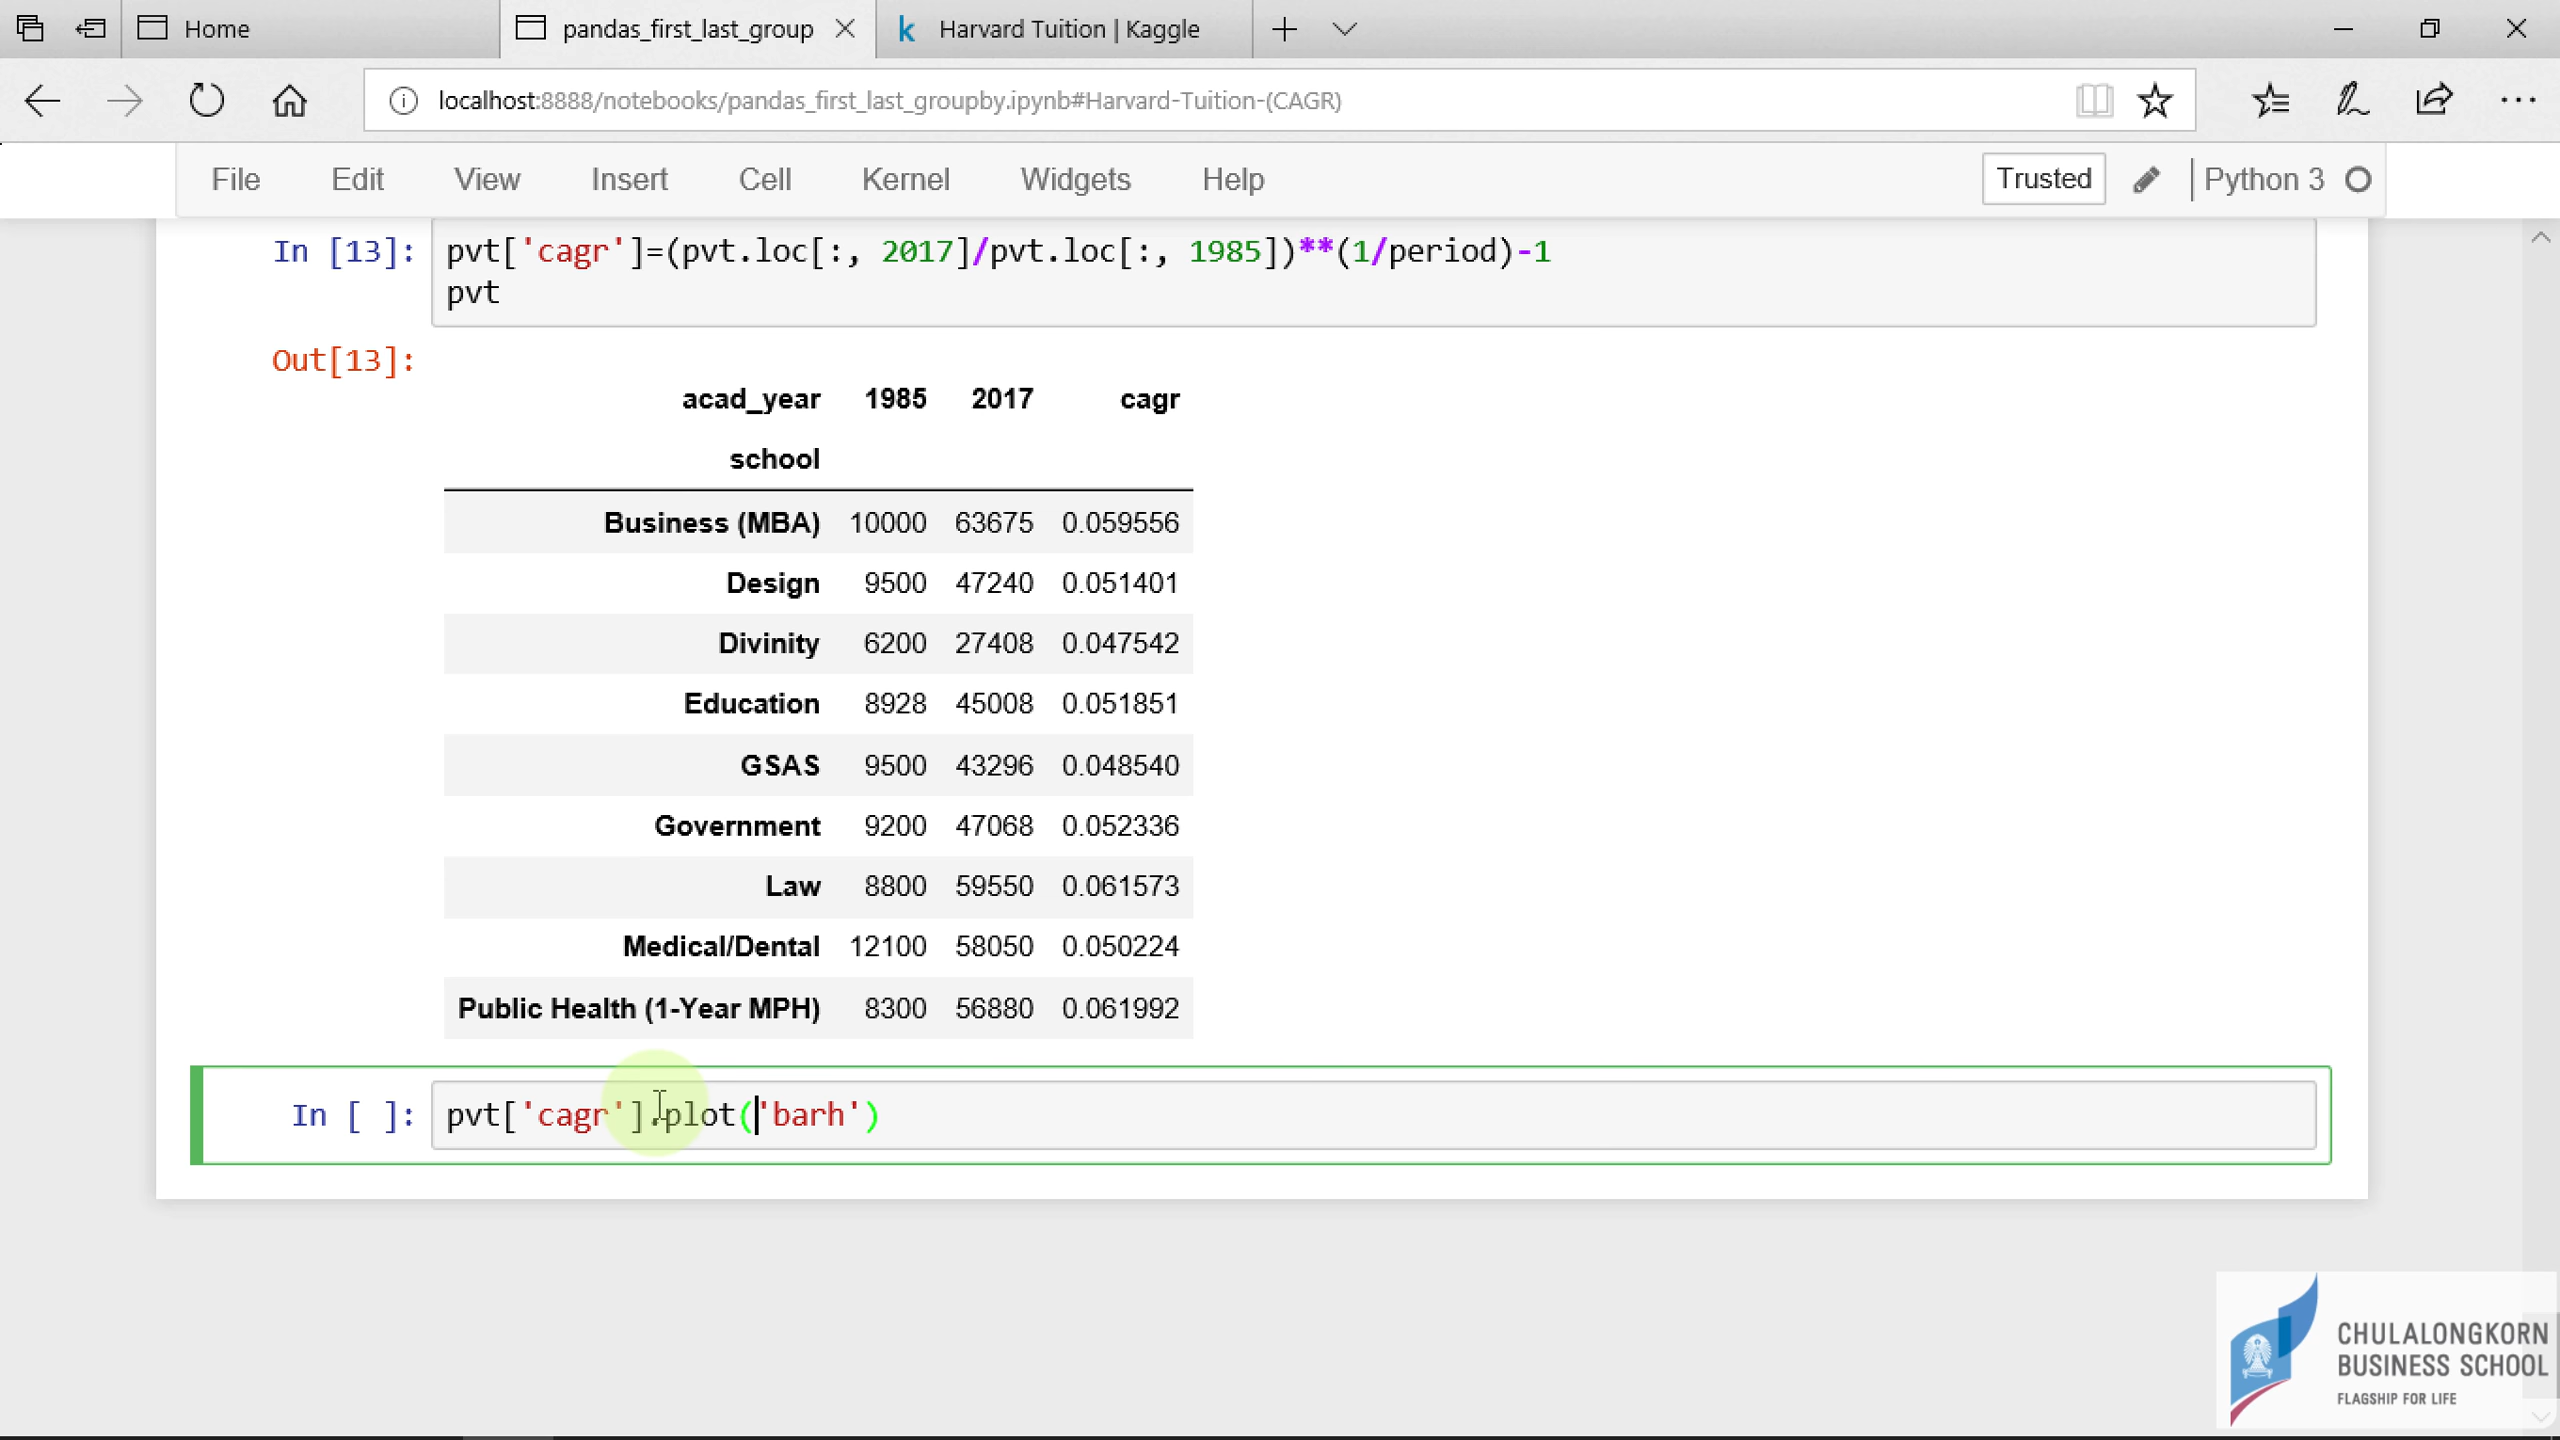 Home
pandas_first_last_group
k Harvard Tuition | Kaggle
localhost:8888/notebooks/pandas_first_last_groupby.ipynb#Harvard-Tuition-(CAGR)
File Edit View Insert Cell Kernel Widgets Help Trusted Python 3
In [13]: pvt['cagr']=(pvt.loc[:, 2017]/pvt.loc[:, 1985])**(1/period)-1
pvt
Out[13]:
acad_year 1985 2017 cagr
school
Business (MBA) 10000 63675 0.059556
Design 9500 47240 0.051401
Divinity 6200 27408 0.047542
Education 8928 45008 0.051851
GSAS 9500 43296 0.048540
Government 9200 47068 0.052336
Law 8800 59550 0.061573
Medical/Dental 12100 58050 0.050224
Public Health (1-Year MPH) 8300 56880 0.061992
In [ ]: pvt['cagr'].plot('barh')
CHULALONGKORN
BUSINESS SCHOOL
FLAGSHIP FOR LIFE